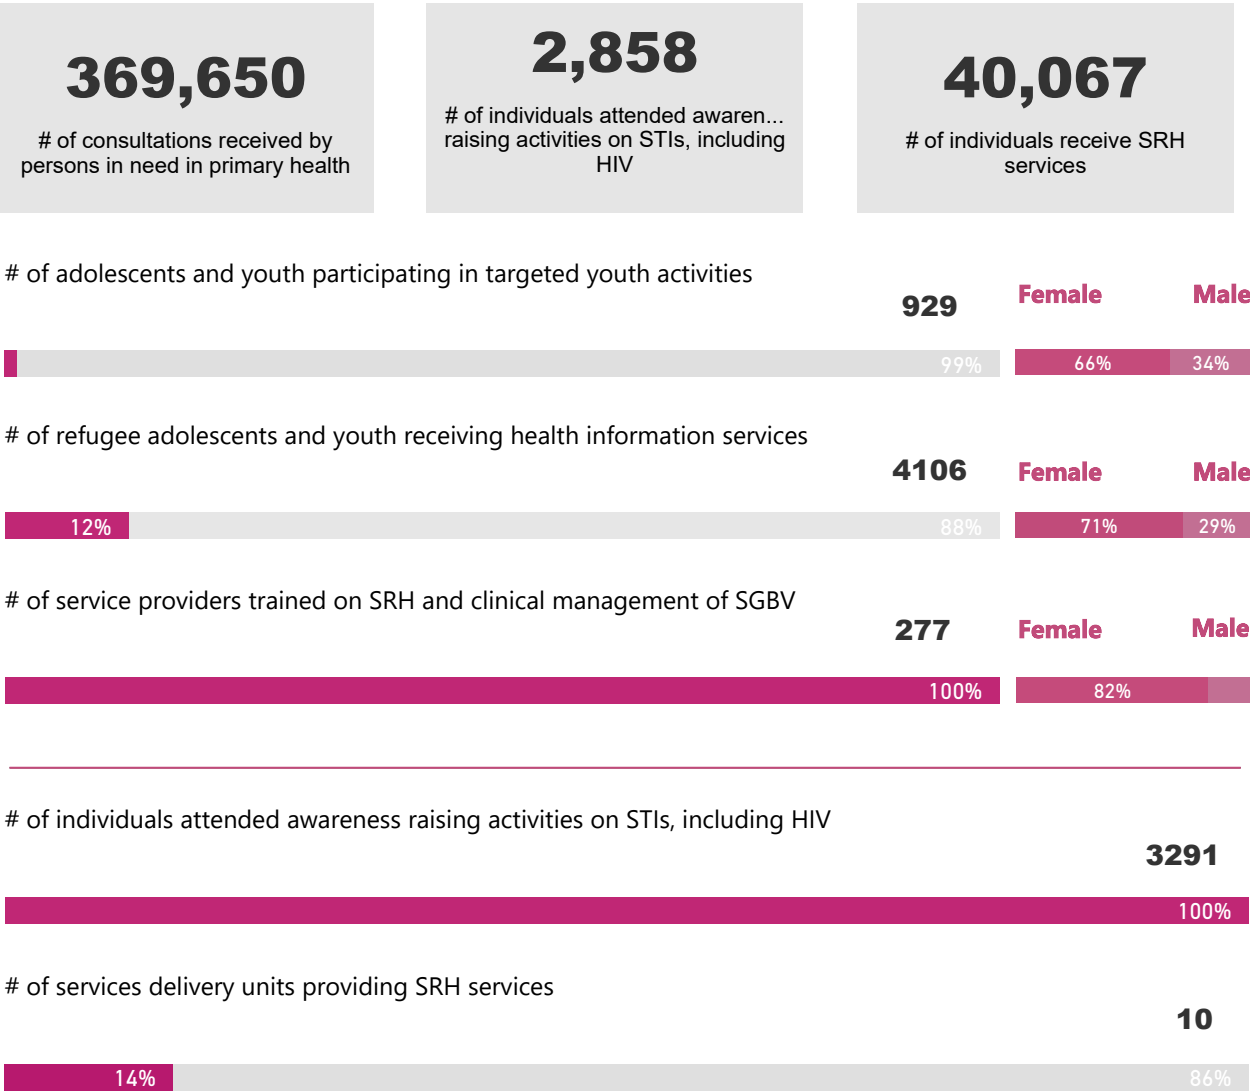 369,650
# of consultations received by
persons in need in primary health
2,858
# of individuals attended awaren...
raising activities on STIs, including
HIV
40,067
# of individuals receive SRH
services
# of adolescents and youth participating in targeted youth activities
929
Female Male
99%
66% 34%
# of refugee adolescents and youth receiving health information services
4106
Female Male
12% 88%
71% 29%
# of service providers trained on SRH and clinical management of SGBV
277
Female Male
100%
82%
# of individuals attended awareness raising activities on STIs, including HIV
3291
100%
# of services delivery units providing SRH services
10
14% 86%